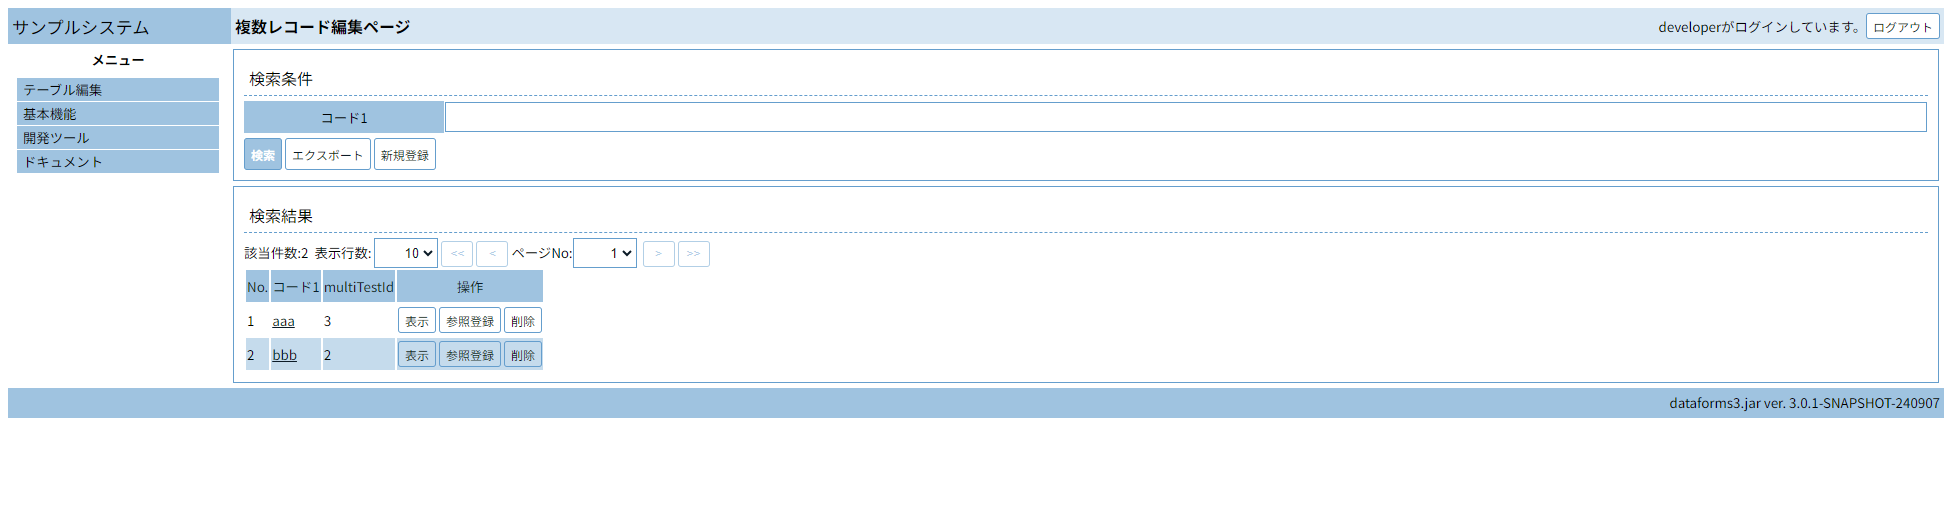 サンプルシステム 複数レコード編集ページ developerがログインしています。 ログアウト
メニュー
テーブル編集
基本機能
開発ツール
ドキュメント
検索条件
コード1
検索 エクスポート 新規登録
検索結果
該当件数:2 表示行数: 10 << < ページNo: 1 > >>
No. コード1 multiTestId 操作
1 aaa 3 表示 参照登録 削除
2 bbb 2 表示 参照登録 削除
dataforms3.jar ver. 3.0.1-SNAPSHOT-240907